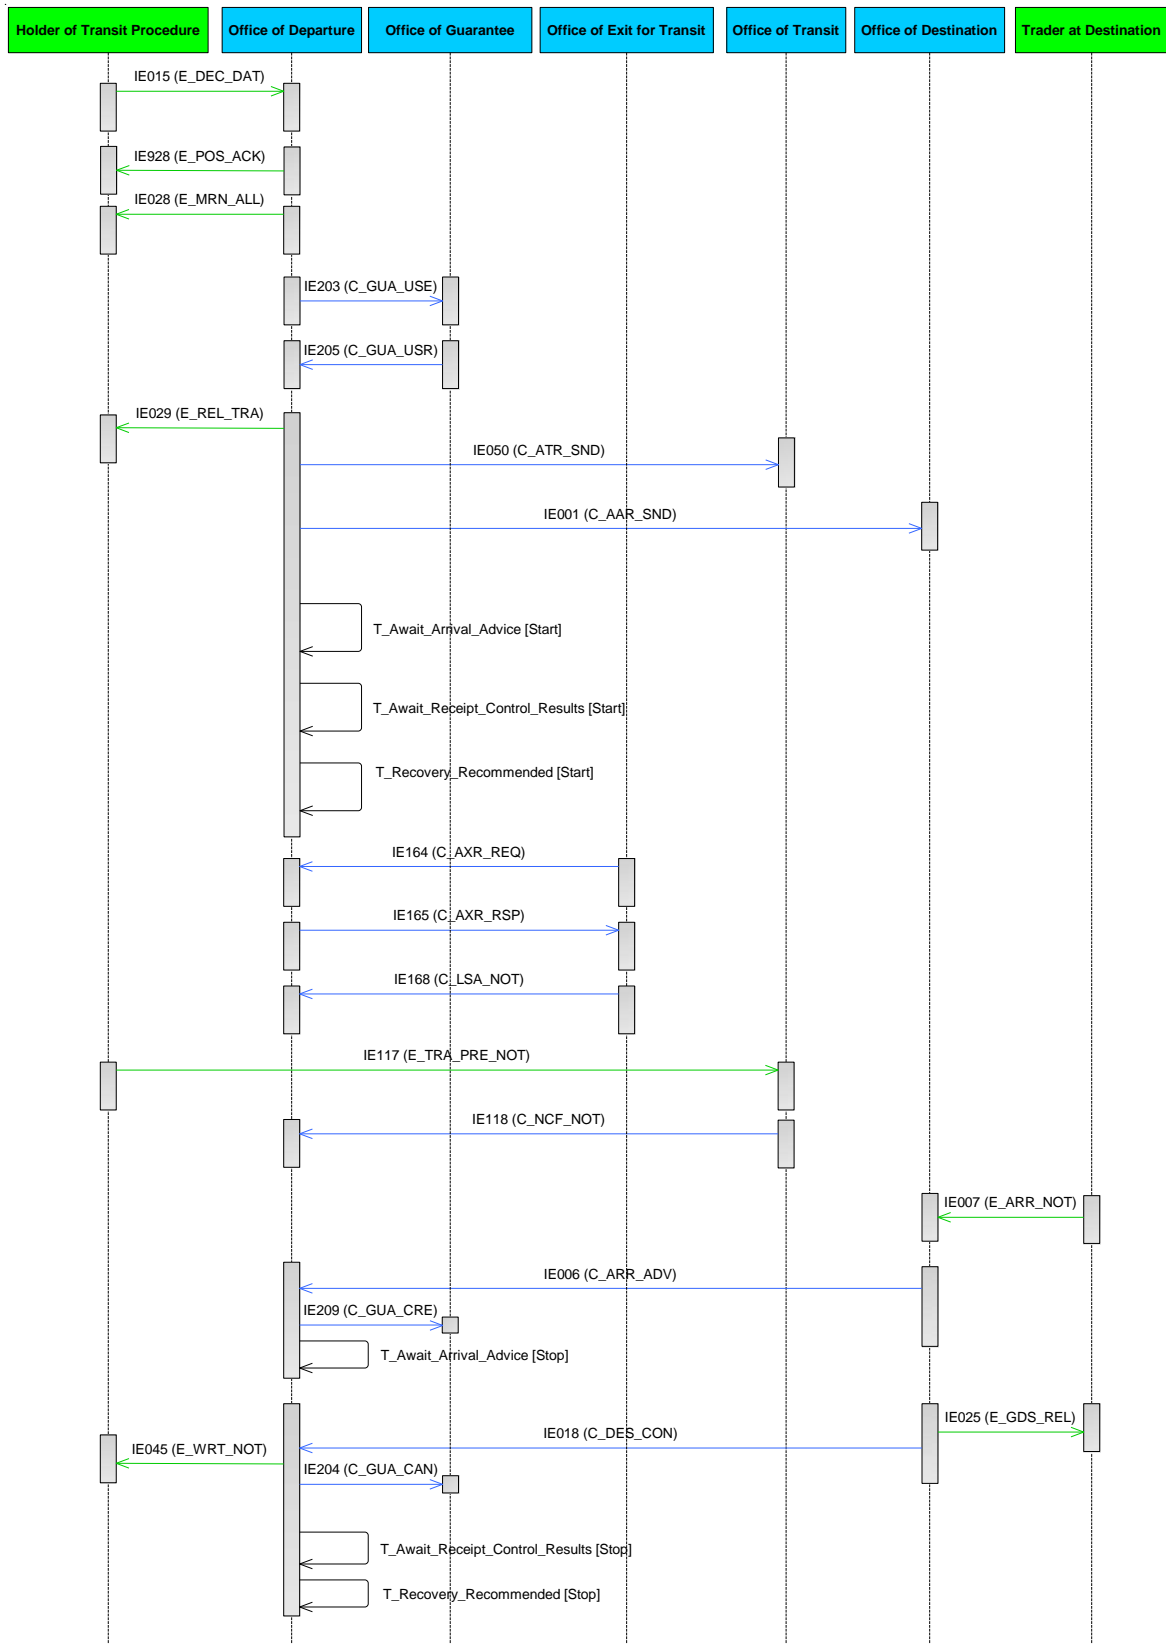 Holder of Transit Procedure
Office of Departure
Office of Guarantee
Office of Exit for Transit
Office of Transit
Office of Destination
Trader at Destination
IE015 (E_DEC_DAT)
IE928 (E_POS_ACK)
IE028 (E_MRN_ALL)
IE203 (C_GUA_USE)
IE205 (C_GUA_USR)
IE029 (E_REL_TRA)
IE050 (C_ATR_SND)
IE001 (C_AAR_SND)
T_Await_Arrival_Advice [Start]
T_Await_Receipt_Control_Results [Start]
T_Recovery_Recommended [Start]
IE164 (C_AXR_REQ)
IE165 (C_AXR_RSP)
IE168 (C_LSA_NOT)
IE117 (E_TRA_PRE_NOT)
IE118 (C_NCF_NOT)
IE007 (E_ARR_NOT)
IE006 (C_ARR_ADV)
IE209 (C_GUA_CRE)
T_Await_Arrival_Advice [Stop]
IE025 (E_GDS_REL)
IE018 (C_DES_CON)
IE045 (E_WRT_NOT)
IE204 (C_GUA_CAN)
T_Await_Receipt_Control_Results [Stop]
T_Recovery_Recommended [Stop]